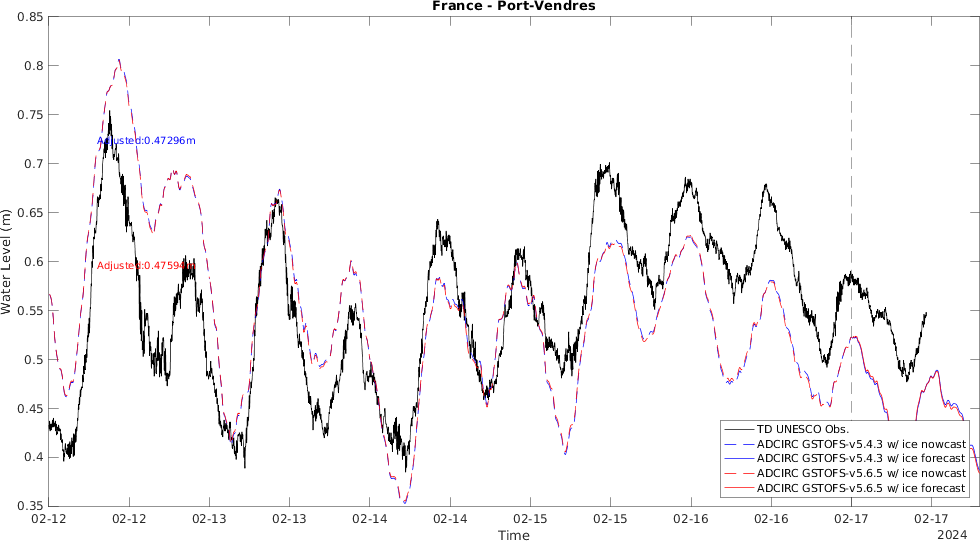 France - Port-Vendres
Water Level (m)
0.85
0.8
0.75
0.7
0.65
0.6
0.55
0.5
0.45
0.4
0.35
Adjusted:0.47296m
Adjusted:0.47594m
TD UNESCO Obs.
ADCIRC GSTOFS-v5.4.3 w/ ice nowcast
ADCIRC GSTOFS-v5.4.3 w/ ice forecast
ADCIRC GSTOFS-v5.6.5 w/ ice nowcast
ADCIRC GSTOFS-v5.6.5 w/ ice forecast
02-12 02-12 02-13 02-13 02-14 02-14 02-15 02-15 02-16 02-16 02-17 02-17
Time
2024